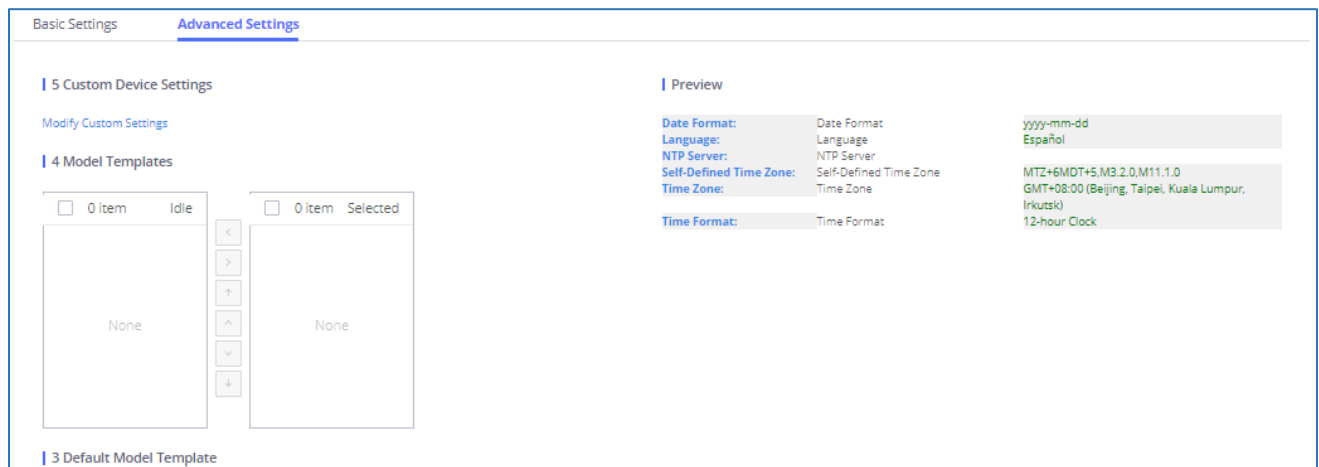 Basic Settings Advanced Settings
5 Custom Device Settings
Modify Custom Settings
4 Model Templates
0 item Idle
None
0 item Selected
None
3 Default Model Template
Preview
Date Format: Date Format yyyy-mm-dd
Language: Language Español
NTP Server: NTP Server
Self-Defined Time Zone: Self-Defined Time Zone MTZ+6MDT+5,M3.2.0,M11.1.0
Time Zone: Time Zone GMT+08:00 (Beijing, Taipei, Kuala Lumpur,
Irkutsk)
Time Format: Time Format 12-hour Clock